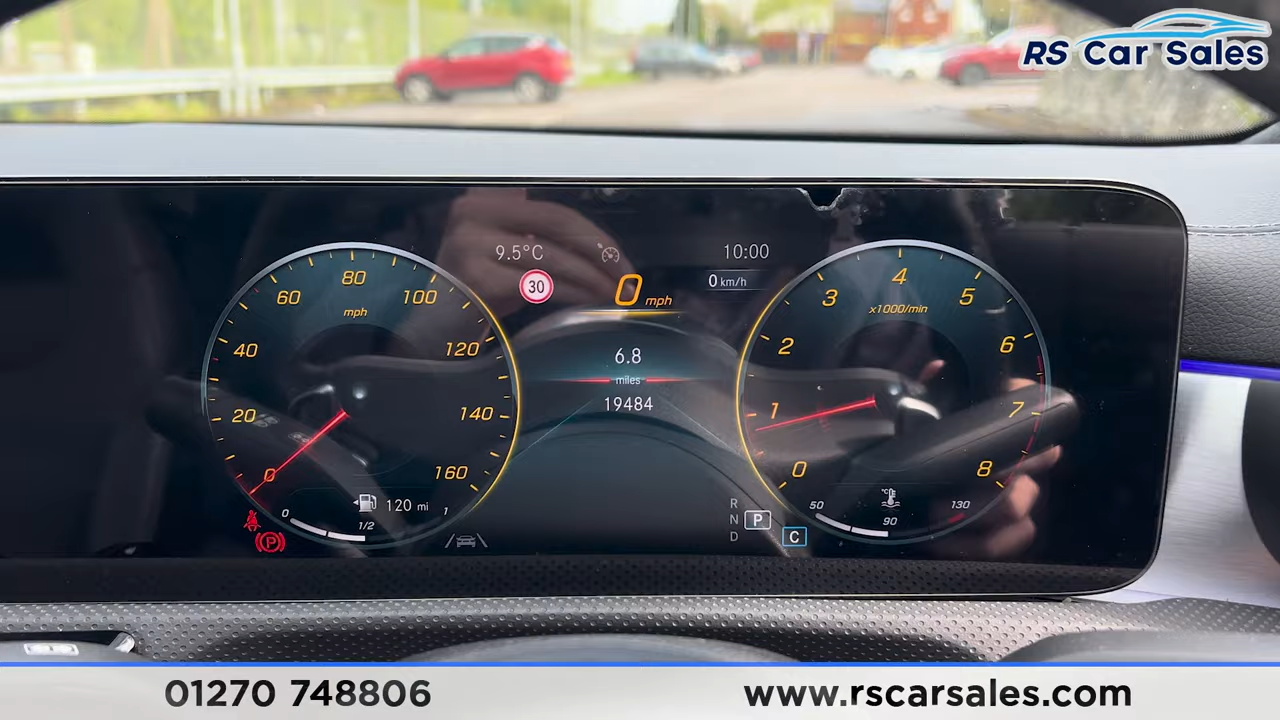 RS Car Sales
9.5°C
10:00
30
0 mph
0 km/h
6.8
miles
19484
0
20
40
60
80
100
120
140
160
mph
0
1
2
3
4
5
6
7
8
x1000/min
120 mi
0
1/2
1
P
R
N
D
P
C
50
90
130
°C
01270 748806
www.rscarsales.com